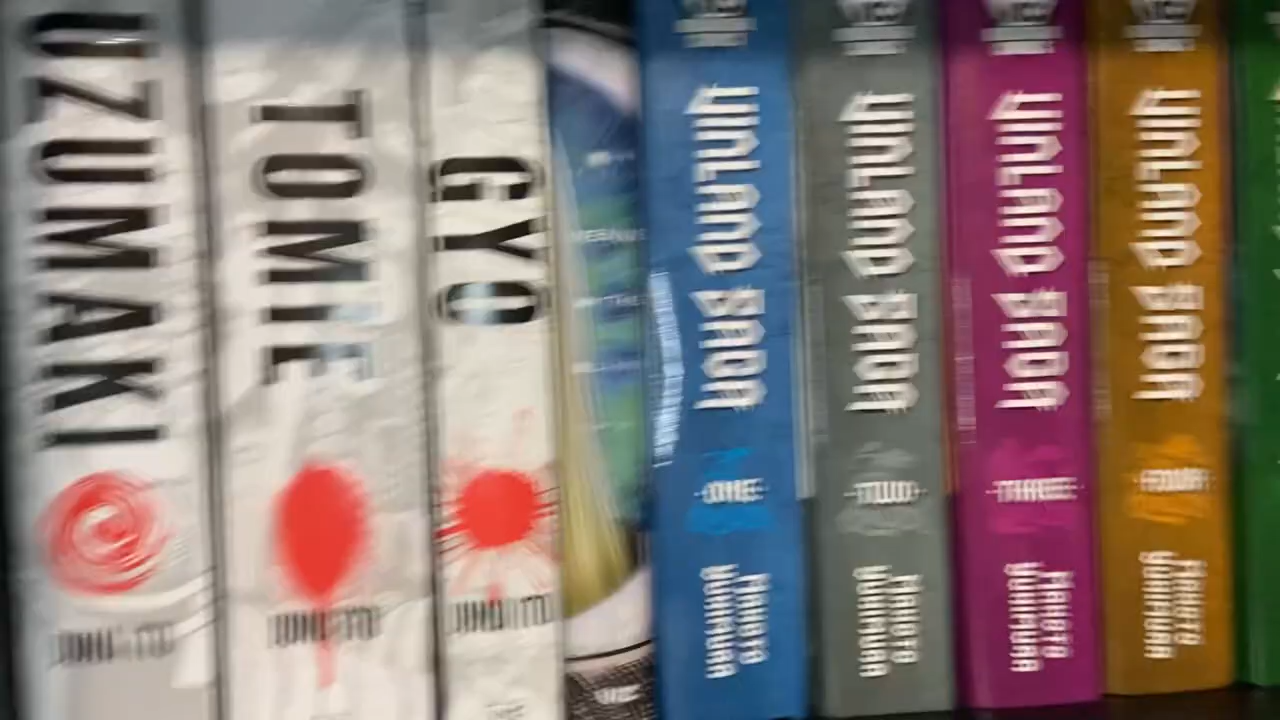 UZUMAKI
JUNJI ITO
TOMIE
JUNJI ITO
GYO
JUNJI ITO
THE
VINLAND SAGA
ONE
MAKOTO
YUKIMURA
VINLAND SAGA
TWO
MAKOTO
YUKIMURA
VINLAND SAGA
THREE
MAKOTO
YUKIMURA
VINLAND SAGA
FOUR
MAKOTO
YUKIMURA